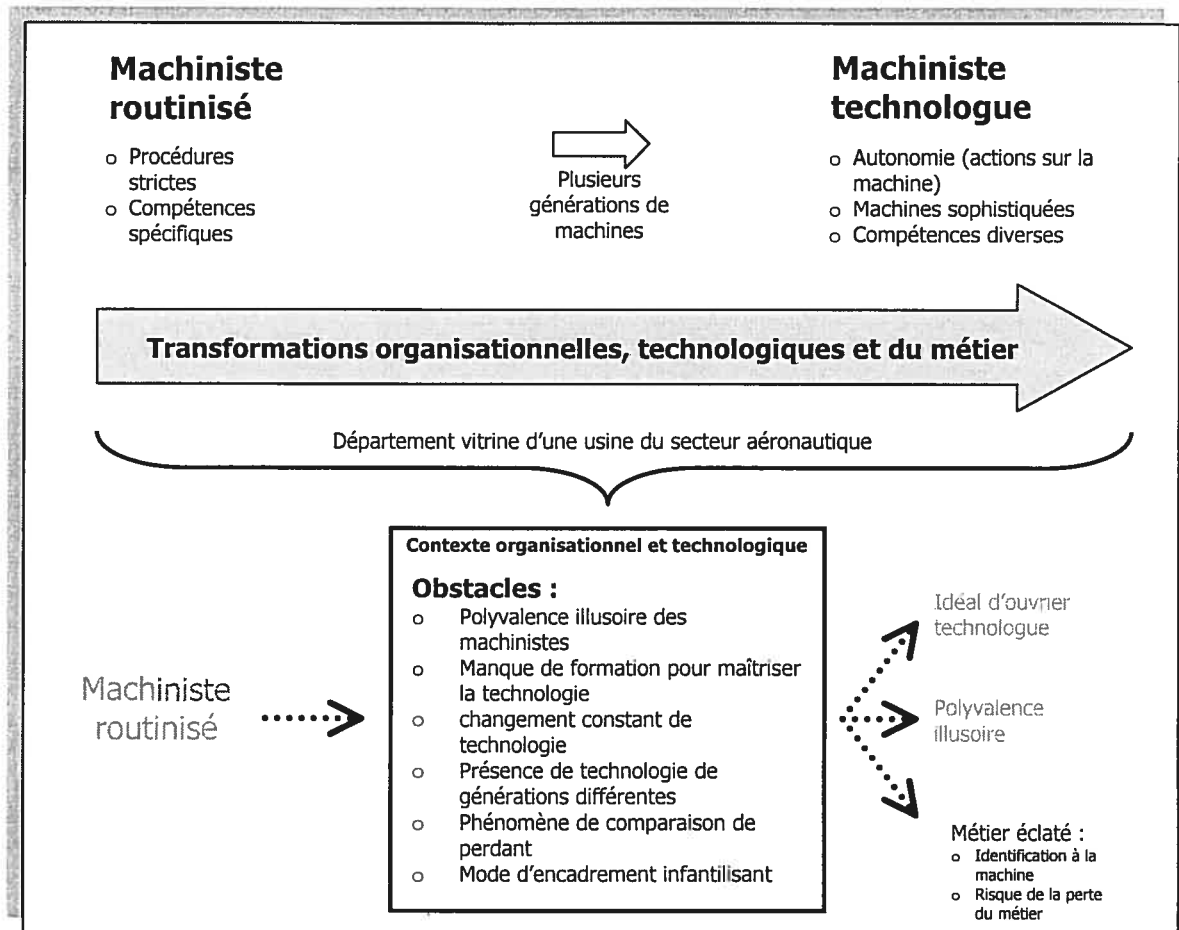 Machiniste
routinisé
o Procédures
strictes
o Compétences
spécifiques
Plusieurs
générations de
machines
Machiniste
technologue
o Autonomie (actions sur la
machine)
o Machines sophistiquées
o Compétences diverses
Transformations organisationnelles, technologiques et du métier
Département vitrine d'une usine du secteur aéronautique
Contexte organisationnel et technologique
Obstacles :
o Polyvalence illusoire des
machinistes
o Manque de formation pour maîtriser
la technologie
o changement constant de
technologie
o Présence de technologie de
générations différentes
o Phénomène de comparaison de
perdant
o Mode d'encadrement infantilisant
Machiniste
routinisé
Idéal d'ouvrier
technologue
Polyvalence
illusoire
Métier éclaté :
o Identification à la
machine
o Risque de la perte
du métier